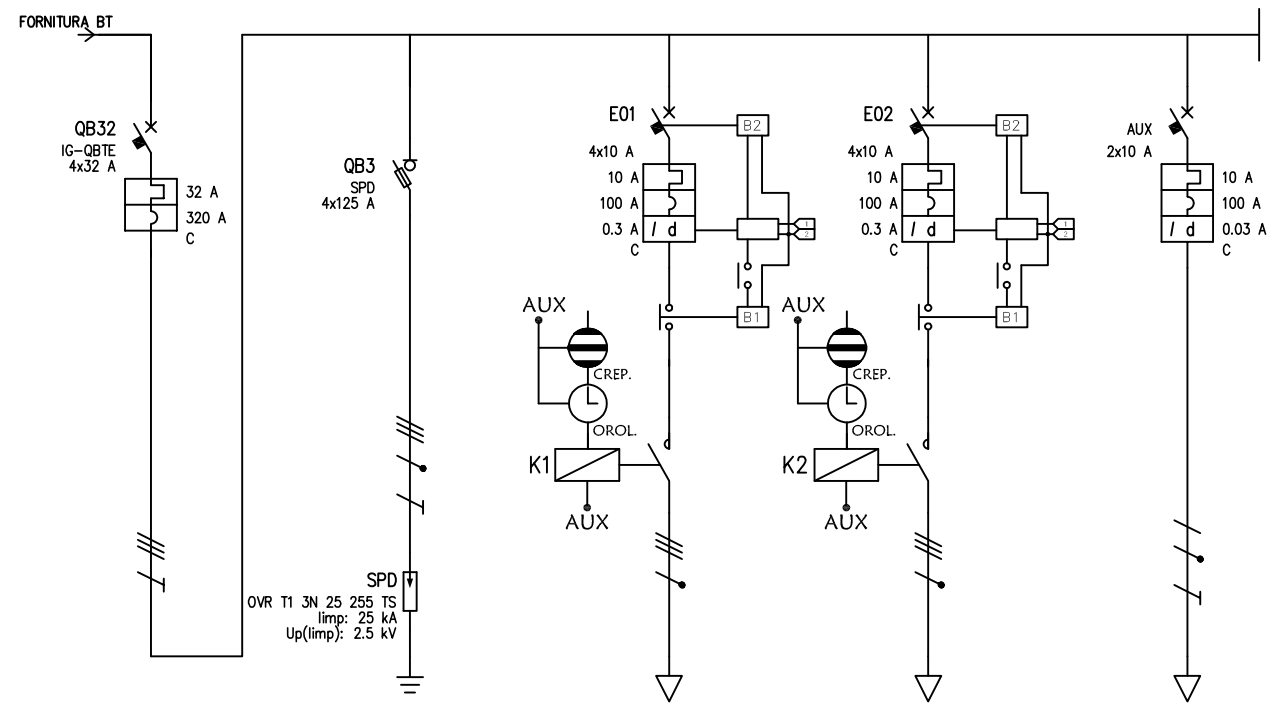 FORNITURA BT
QB32
IG-QBTE
4x32 A
32 A
320 A
C
QB3
SPD
4x125 A
SPD
OVR T1 3N 25 255 TS
Iimp: 25 kA
Up(Iimp): 2.5 kV
E01
4x10 A
10 A
100 A
0.3 A
I d
C
B2
1
2
B1
AUX
CREP.
OROL.
K1
AUX
E02
4x10 A
10 A
100 A
0.3 A
I d
C
B2
1
2
B1
AUX
CREP.
OROL.
K2
AUX
AUX
2x10 A
10 A
100 A
I d
0.03 A
C